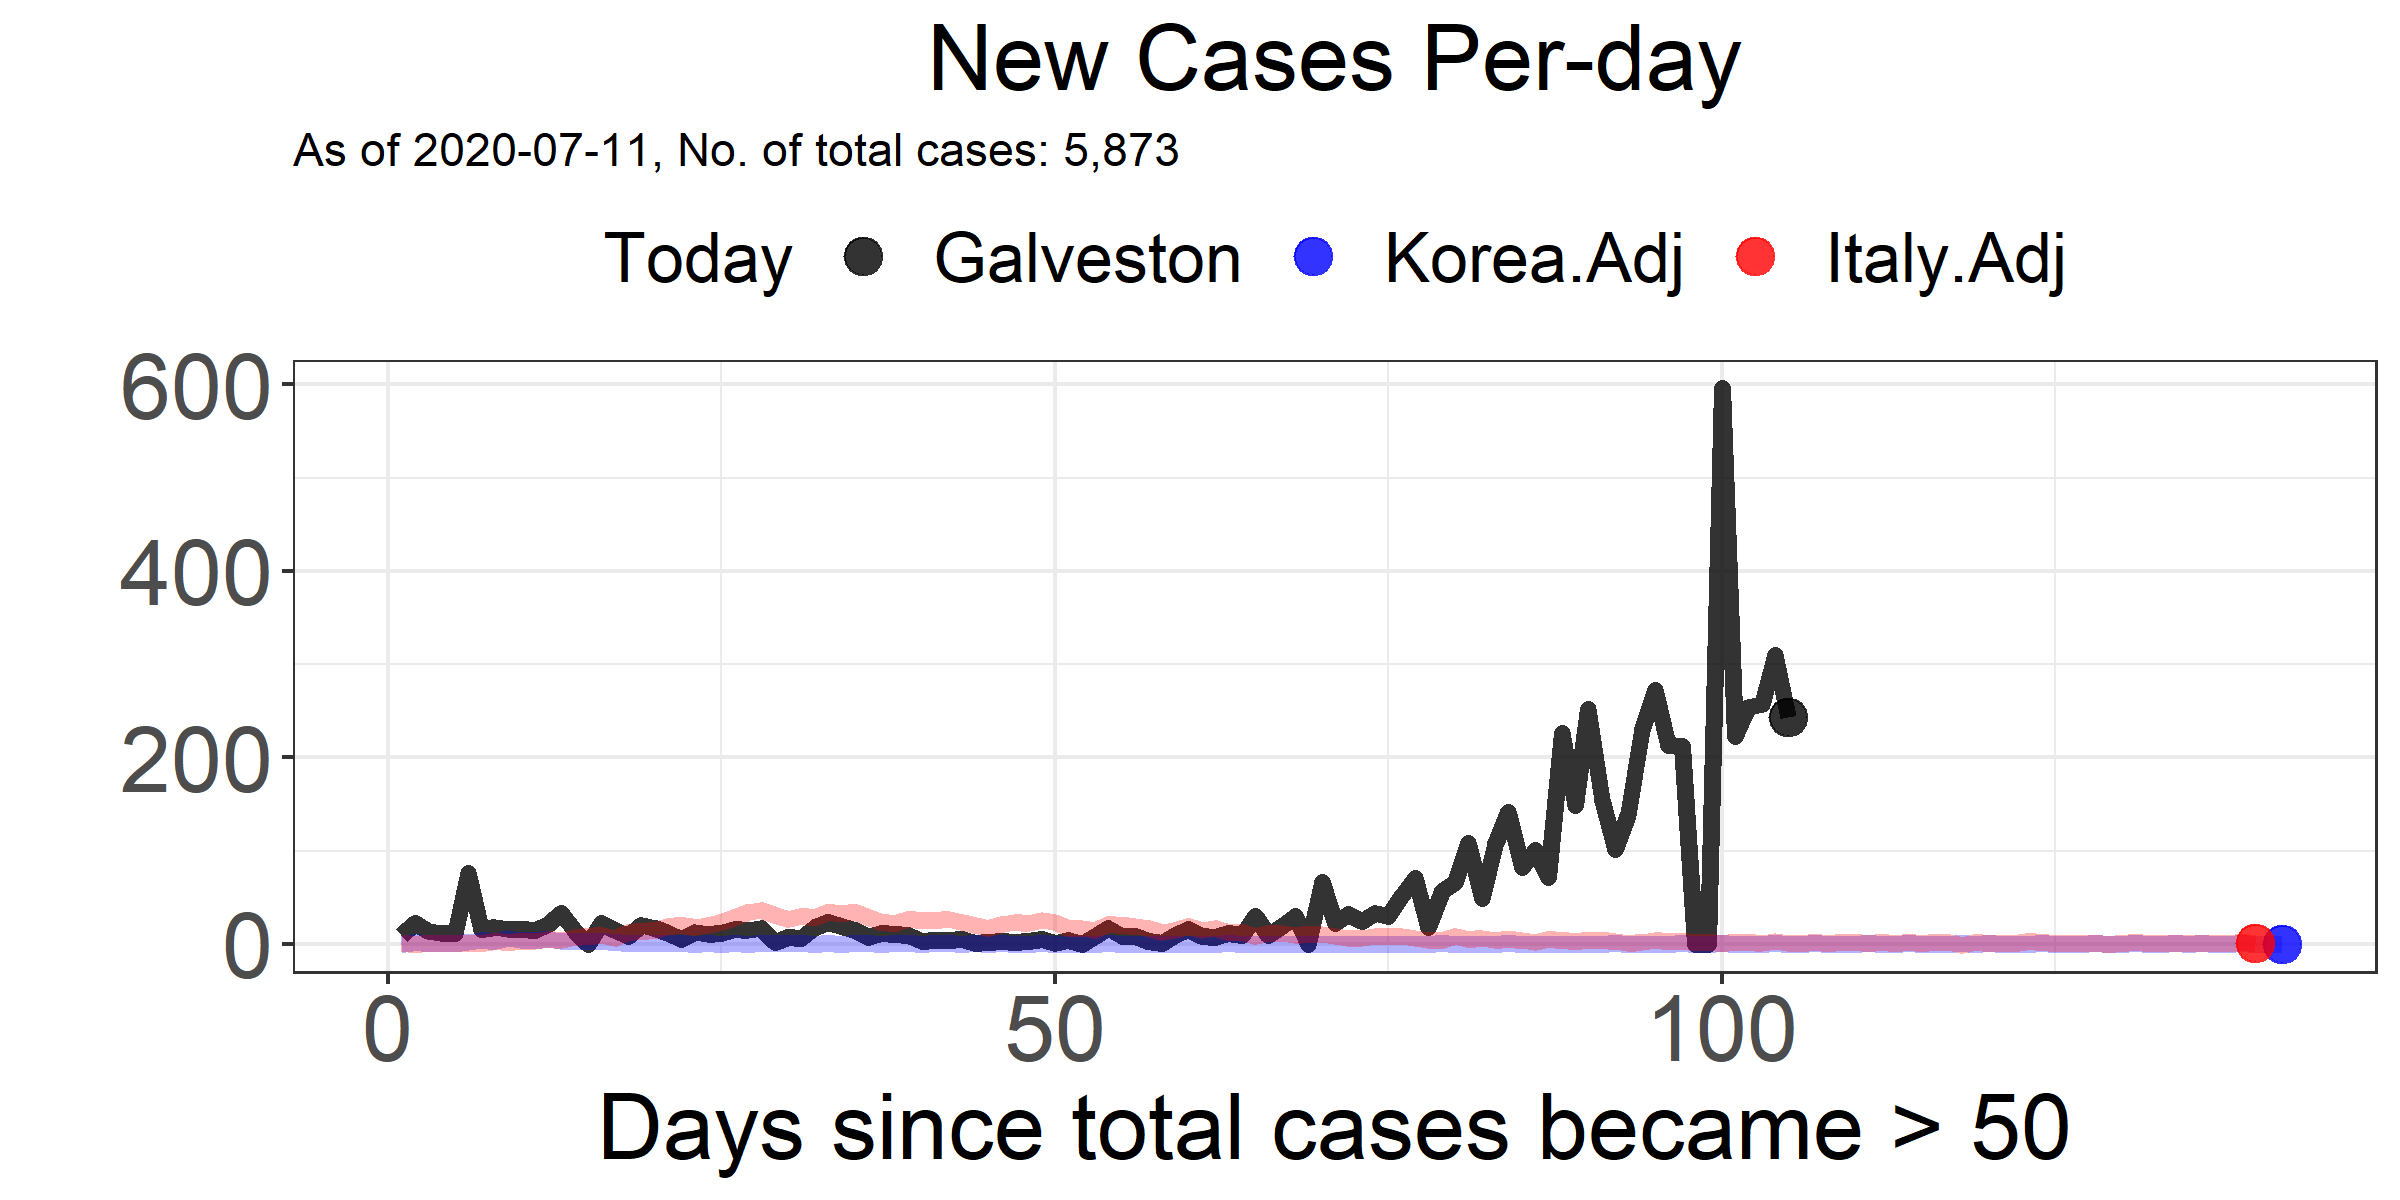 New Cases Per-day
As of 2020-07-11, No. of total cases: 5,873
Today Galveston Korea.Adj Italy.Adj
600
400
200
0
0 50 100
Days since total cases became > 50